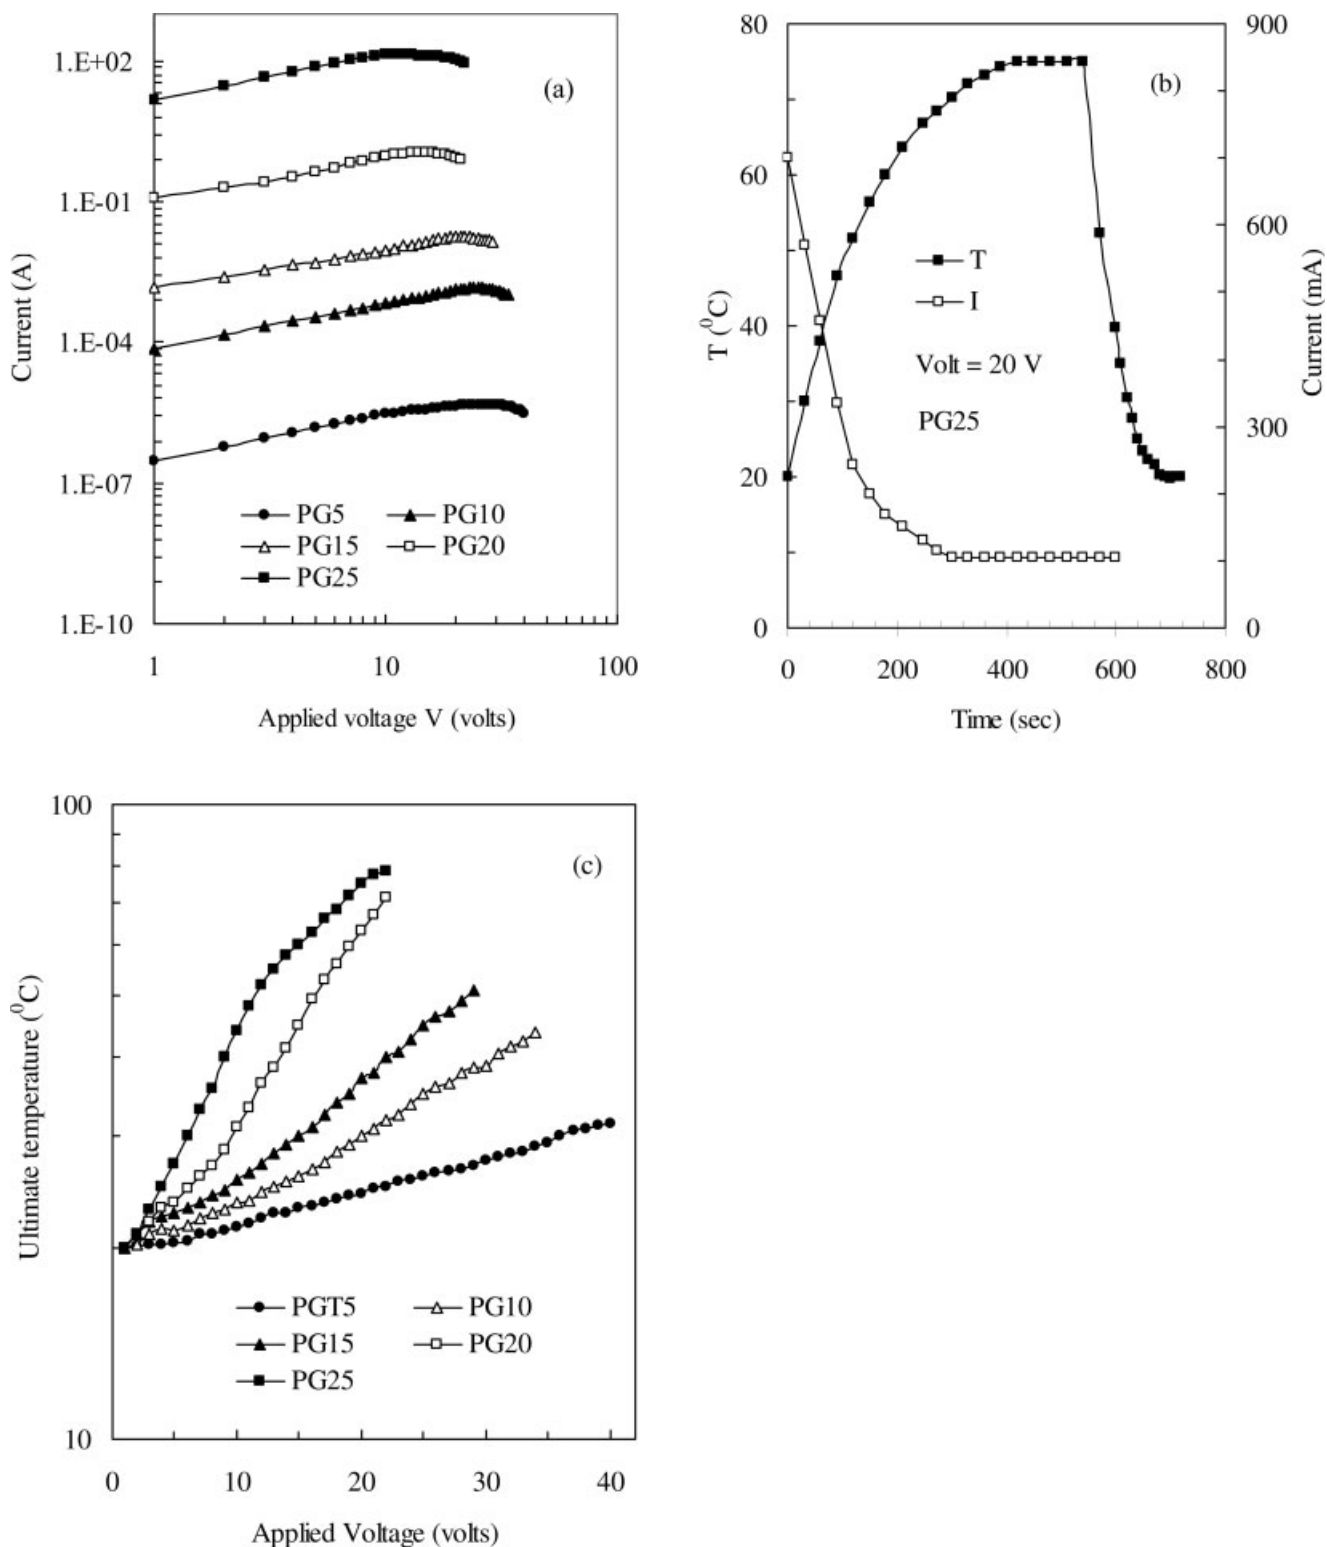 (a)
1.E+02
1.E-01
1.E-04
1.E-07
1.E-10
Current (A)
PG5 PG10
PG15 PG20
PG25
1 10 100
Applied voltage V (volts)
(b)
80
60
40
20
0
T (⁰C)
900
600
300
0
Current (mA)
T
I
Volt = 20 V
PG25
0 200 400 600 800
Time (sec)
(c)
100
10
Ultimate temperature (⁰C)
PGT5 PG10
PG15 PG20
PG25
0 10 20 30 40
Applied Voltage (volts)